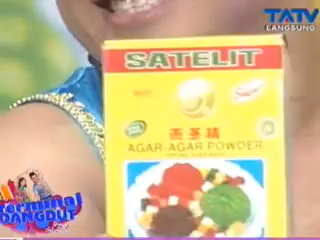 SATELIT
TATV
LANGSUNG
Super
燕菜精
AGAR-AGAR POWDER
Terminal
DANGDUT